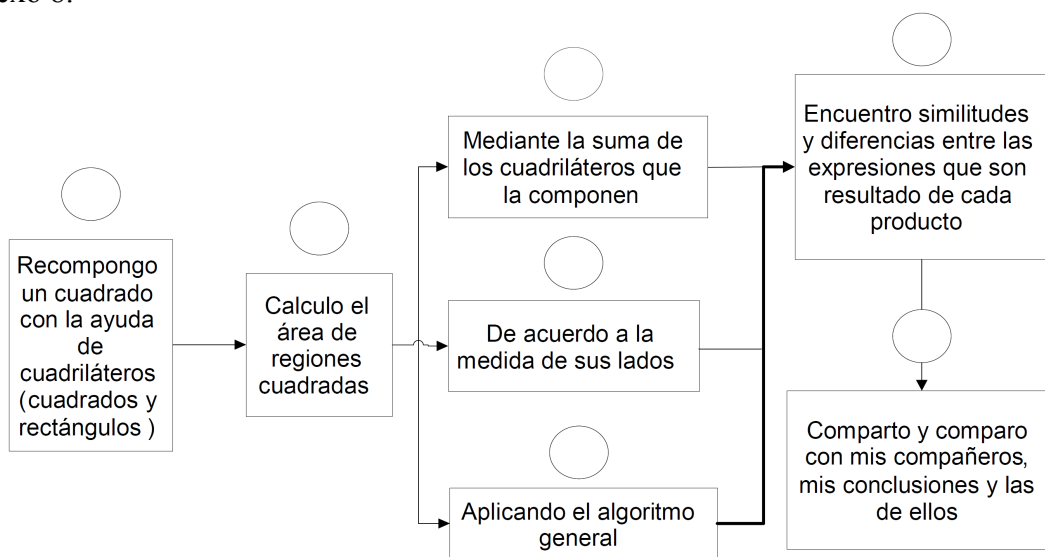 Recompongo
un cuadrado
con la ayuda
de
cuadriláteros
(cuadrados y
rectángulos )
Calculo el
área de
regiones
cuadradas
Mediante la suma de
los cuadriláteros que
la componen
De acuerdo a la
medida de sus lados
Aplicando el algoritmo
general
Encuentro similitudes
y diferencias entre las
expresiones que son
resultado de cada
producto
Comparto y comparo
con mis compañeros,
mis conclusiones y las
de ellos